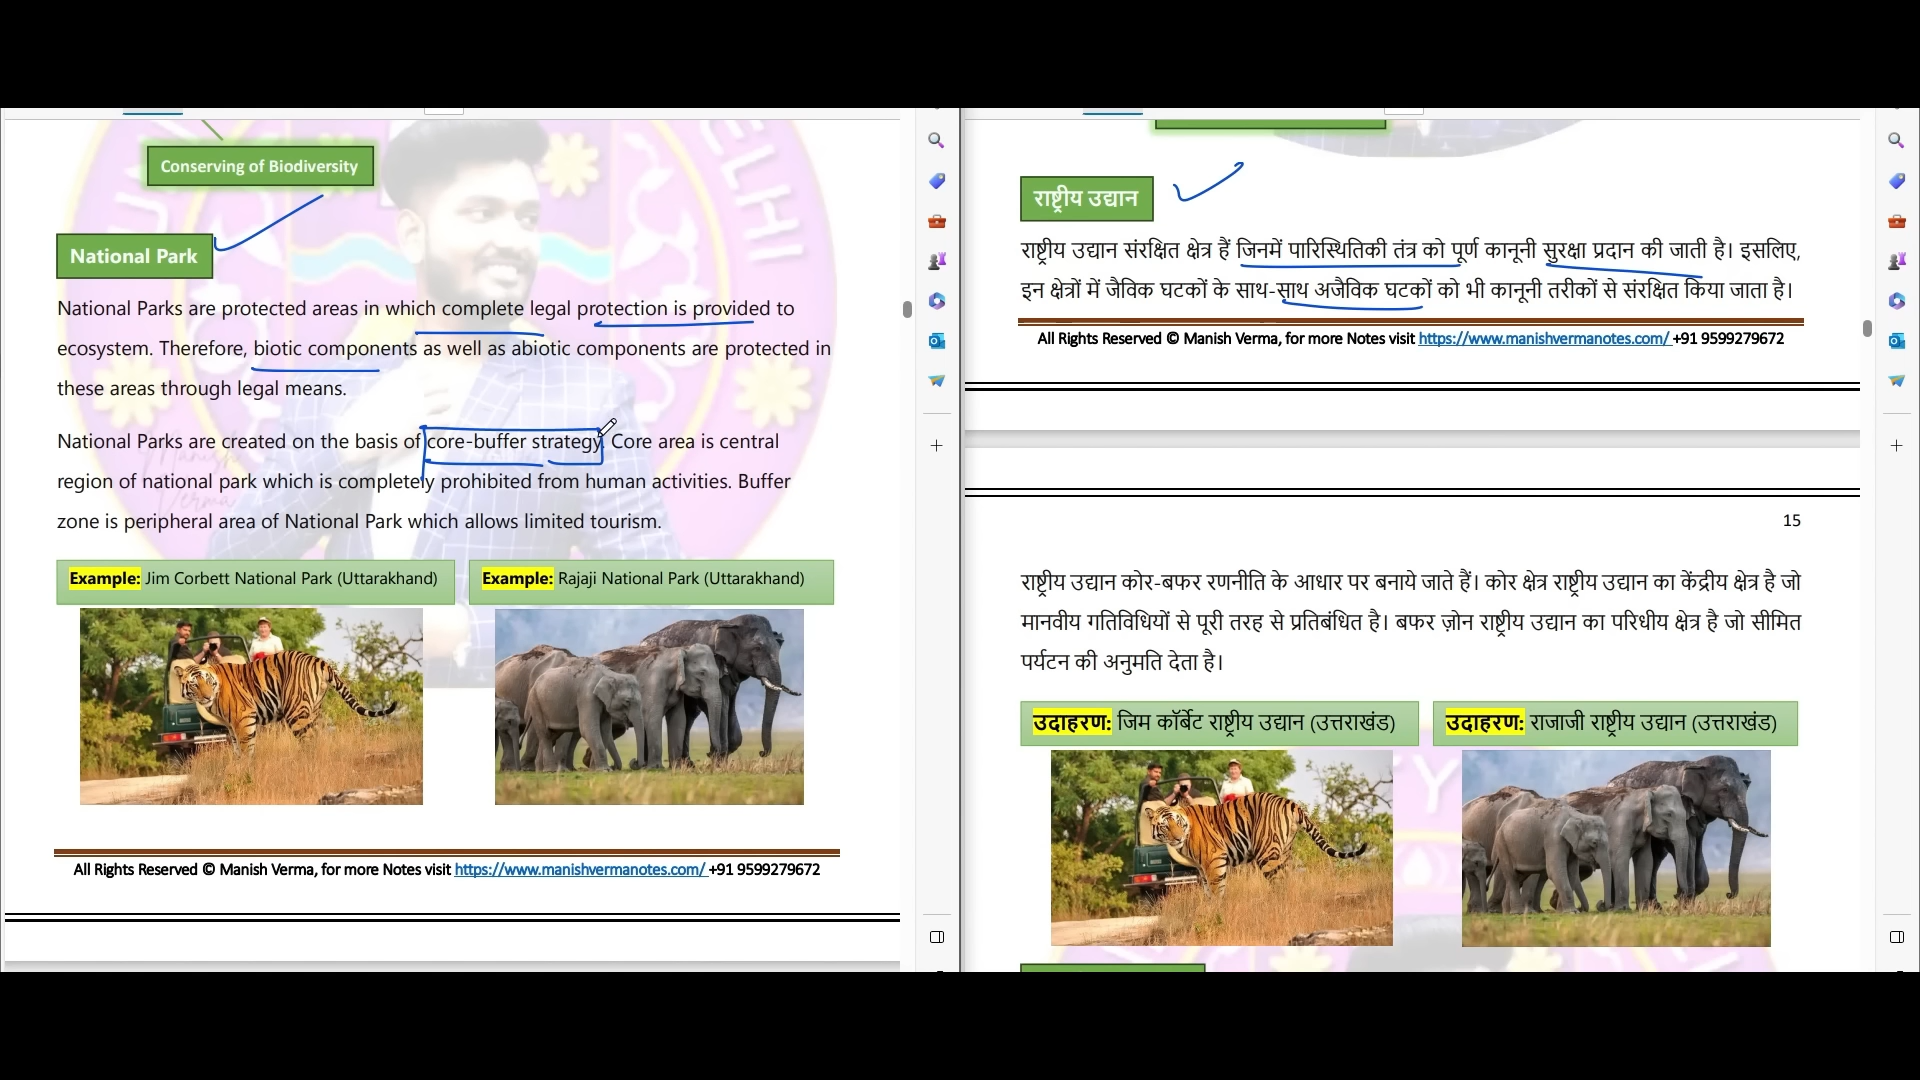 Conserving of Biodiversity
National Park
National Parks are protected areas in which complete legal protection is provided to
ecosystem. Therefore, biotic components as well as abiotic components are protected in
these areas through legal means.
National Parks are created on the basis of core-buffer strategy. Core area is central
region of national park which is completely prohibited from human activities. Buffer
zone is peripheral area of National Park which allows limited tourism.
Example: Jim Corbett National Park (Uttarakhand)
Example: Rajaji National Park (Uttarakhand)
All Rights Reserved © Manish Verma, for more Notes visit https://www.manishvermanotes.com/ +91 9599279672
राष्ट्रीय उद्यान
राष्ट्रीय उद्यान संरक्षित क्षेत्र हैं जिनमें पारिस्थितिकी तंत्र को पूर्ण कानूनी सुरक्षा प्रदान की जाती है। इसलिए,
इन क्षेत्रों में जैविक घटकों के साथ-साथ अजैविक घटकों को भी कानूनी तरीकों से संरक्षित किया जाता है।
All Rights Reserved © Manish Verma, for more Notes visit https://www.manishvermanotes.com/ +91 9599279672
15
राष्ट्रीय उद्यान कोर-बफर रणनीति के आधार पर बनाये जाते हैं। कोर क्षेत्र राष्ट्रीय उद्यान का केंद्रीय क्षेत्र है जो
मानवीय गतिविधियों से पूरी तरह से प्रतिबंधित है। बफर ज़ोन राष्ट्रीय उद्यान का परिधीय क्षेत्र है जो सीमित
पर्यटन की अनुमति देता है।
उदाहरण: जिम कॉर्बेट राष्ट्रीय उद्यान (उत्तराखंड)
उदाहरण: राजाजी राष्ट्रीय उद्यान (उत्तराखंड)